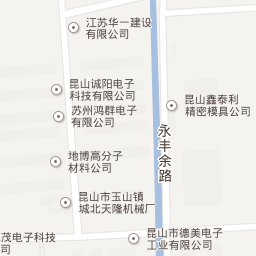 江苏华一建设
有限公司
昆山诚阳电子
科技有限公司
苏州鸿群电子
有限公司
昆山鑫泰利
精密模具公司
永丰余路
地博高分子
材料公司
昆山市玉山镇
城北天隆机械厂
茂电子科技
司
昆山市德美电子
工业有限公司